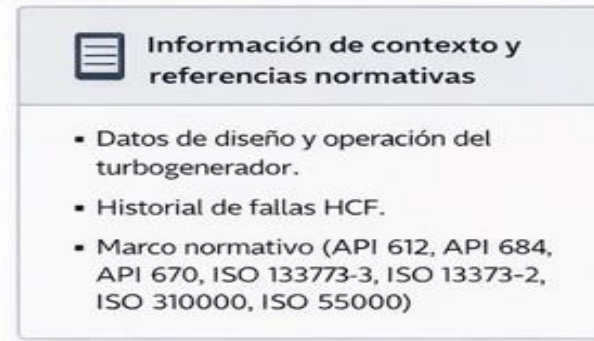 Información de contexto y
referencias normativas
▪ Datos de diseño y operación del
turbogenerador.
▪ Historial de fallas HCF.
▪ Marco normativo (API 612, API 684,
API 670, ISO 133773-3, ISO 13373-2,
ISO 310000, ISO 55000)